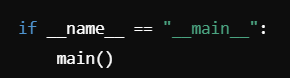 if __name__ == "__main__":
    main()